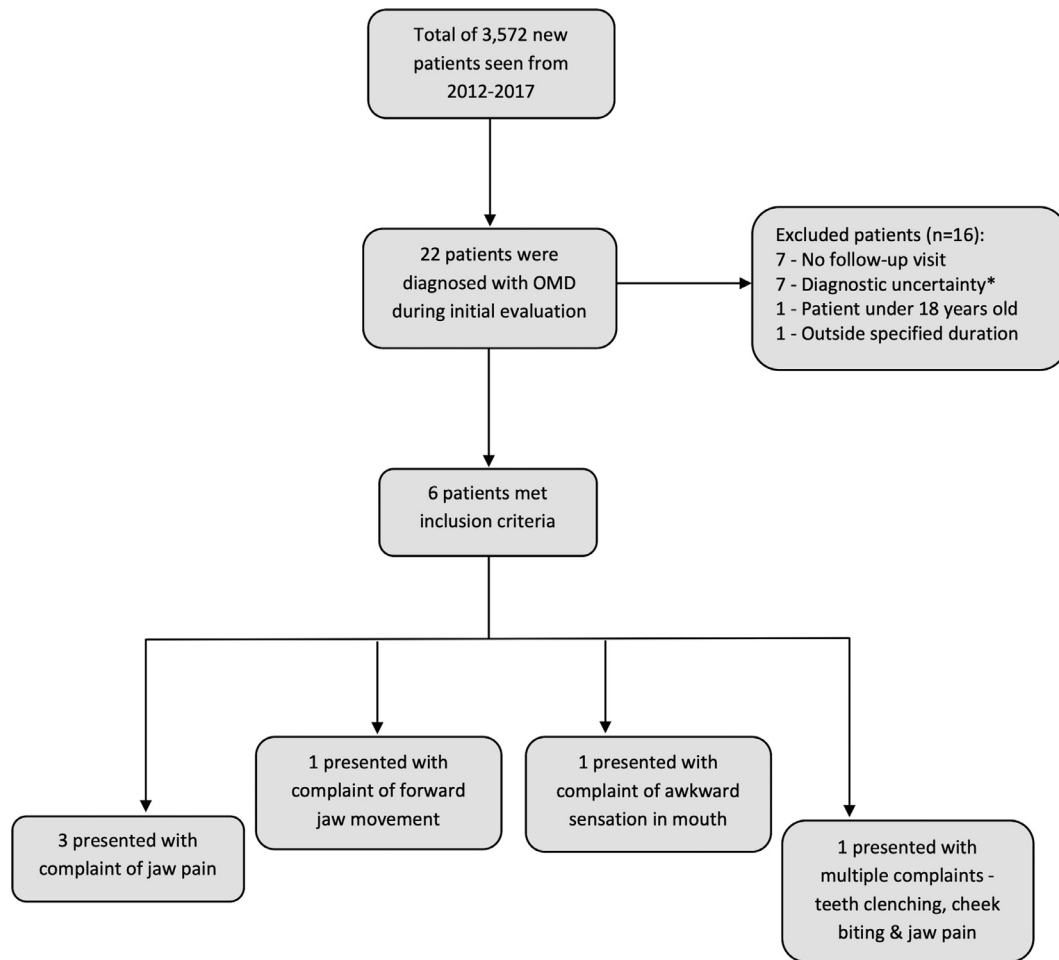 Total of 3,572 new
patients seen from
2012-2017
22 patients were
diagnosed with OMD
during initial evaluation
Excluded patients (n=16):
7 - No follow-up visit
7 - Diagnostic uncertainty*
1 - Patient under 18 years old
1 - Outside specified duration
6 patients met
inclusion criteria
3 presented with
complaint of jaw pain
1 presented with
complaint of forward
jaw movement
1 presented with
complaint of awkward
sensation in mouth
1 presented with
multiple complaints -
teeth clenching, cheek
biting & jaw pain